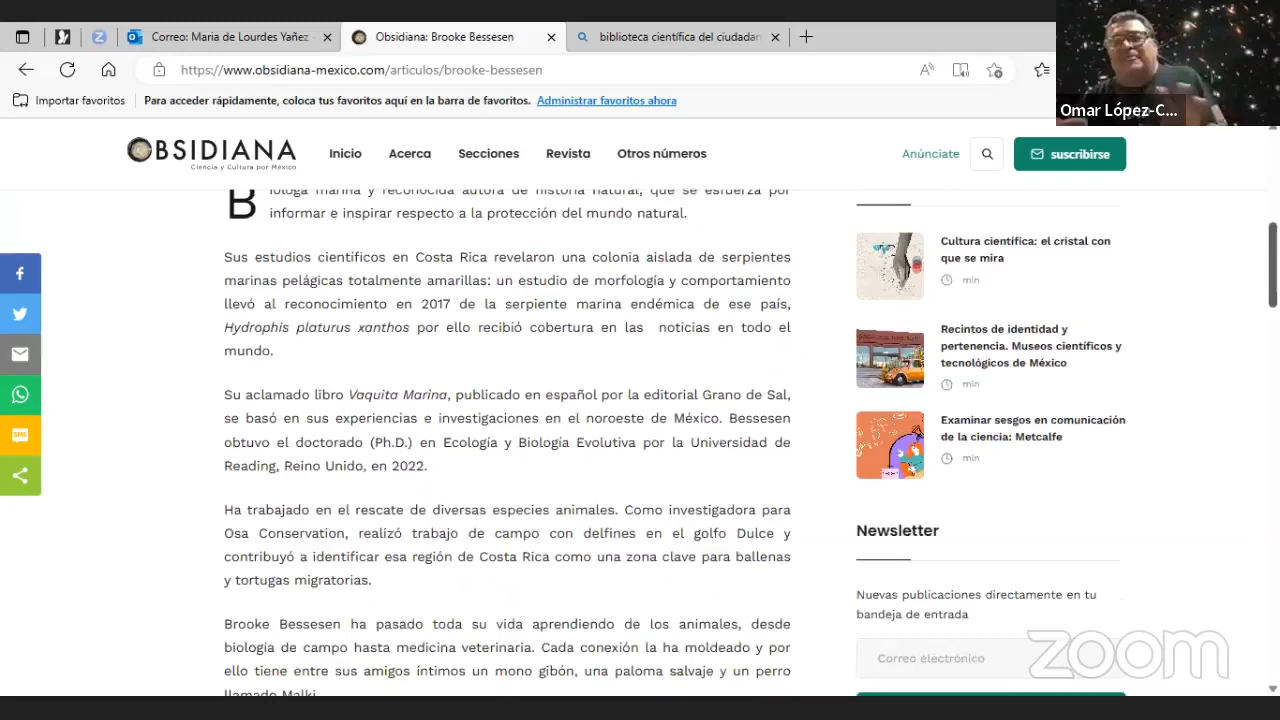 Correo: Maria de Lourdes Yañez
Obsidiana: Brooke Bessesen
biblioteca científica del ciudadan
https://www.obsidiana-mexico.com/articulos/brooke-bessesen
Importar favoritos
Para acceder rápidamente, coloca tus favoritos aquí en la barra de favoritos. Administrar favoritos ahora
Omar López-C...
OBSIDIANA
Ciencia y Cultura por México
Inicio Acerca Secciones Revista Otros números
Anúnciate
suscribirse
Bióloga marina y reconocida autora de historia natural, que se esfuerza por
informar e inspirar respecto a la protección del mundo natural.
Sus estudios científicos en Costa Rica revelaron una colonia aislada de serpientes
marinas pelágicas totalmente amarillas: un estudio de morfología y comportamiento
llevó al reconocimiento en 2017 de la serpiente marina endémica de ese país,
Hydrophis platurus xanthos por ello recibió cobertura en las noticias en todo el
mundo.
Su aclamado libro Vaquita Marina, publicado en español por la editorial Grano de Sal,
se basó en sus experiencias e investigaciones en el noroeste de México. Bessesen
obtuvo el doctorado (Ph.D.) en Ecología y Biología Evolutiva por la Universidad de
Reading, Reino Unido, en 2022.
Ha trabajado en el rescate de diversas especies animales. Como investigadora para
Osa Conservation, realizó trabajo de campo con delfines en el golfo Dulce y
contribuyó a identificar esa región de Costa Rica como una zona clave para ballenas
y tortugas migratorias.
Brooke Bessesen ha pasado toda su vida aprendiendo de los animales, desde
biología de campo hasta medicina veterinaria. Cada conexión la ha moldeado y por
ello tiene entre sus amigos íntimos un mono gibón, una paloma salvaje y un perro
llamado Malki.
SMS
Cultura científica: el cristal con
que se mira
min
Recintos de identidad y
pertenencia. Museos científicos y
tecnológicos de México
min
Examinar sesgos en comunicación
de la ciencia: Metcalfe
min
Newsletter
Nuevas publicaciones directamente en tu
bandeja de entrada
Correo electrónico
zoom